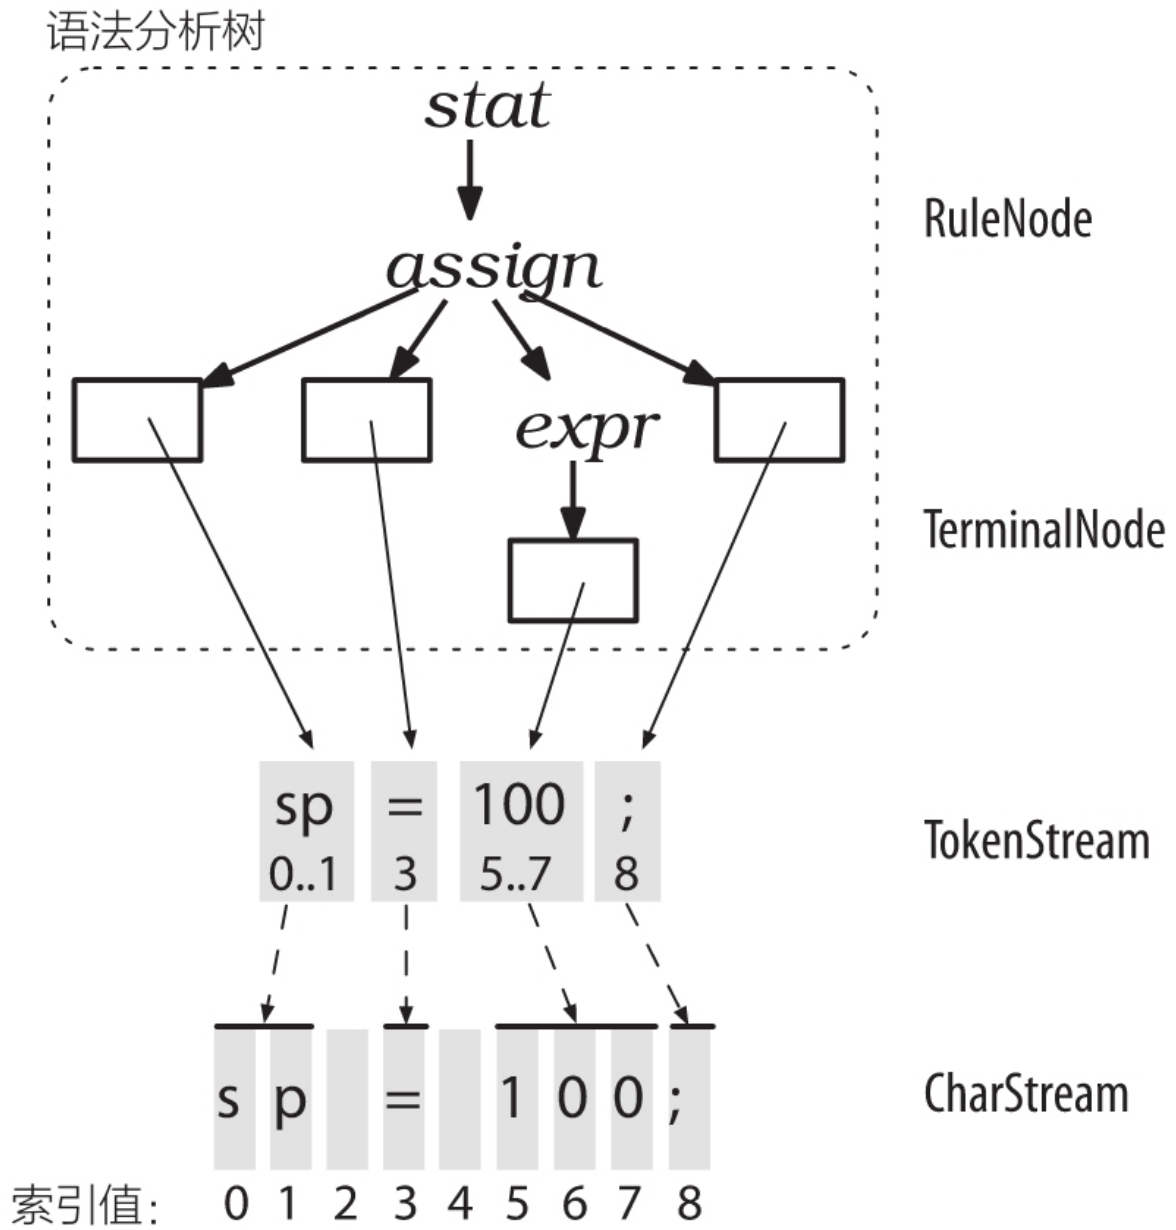 语法分析树
stat
RuleNode
assign
expr
TerminalNode
sp = 100 ;
0..1 3 5..7 8
TokenStream
s p = 1 0 0 ;
CharStream
索引值: 0 1 2 3 4 5 6 7 8